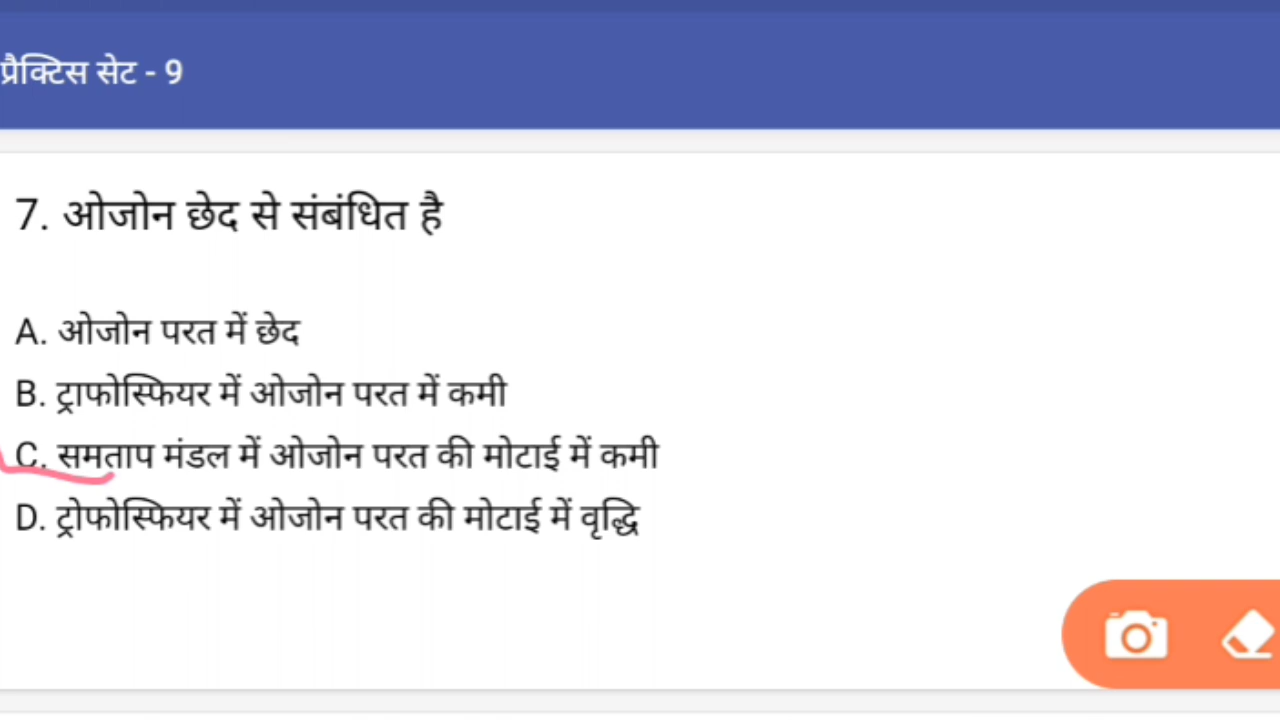 प्रैक्टिस सेट - 9
7. ओजोन छेद से संबंधित है
A. ओजोन परत में छेद
B. ट्राफोस्फियर में ओजोन परत में कमी
C. समताप मंडल में ओजोन परत की मोटाई में कमी
D. ट्रोफोस्फियर में ओजोन परत की मोटाई में वृद्धि